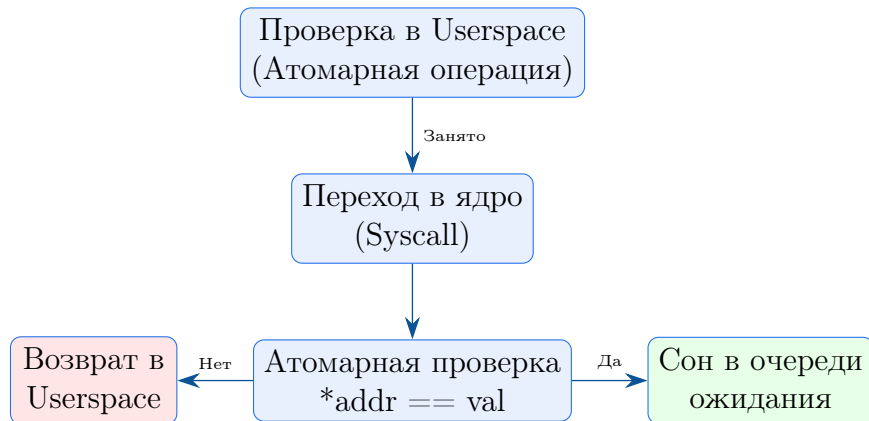 Проверка в Userspace
(Атомарная операция)
Занято
Переход в ядро
(Syscall)
Возврат в
Userspace
Нет
Атомарная проверка
*addr == val
Да
Сон в очереди
ожидания